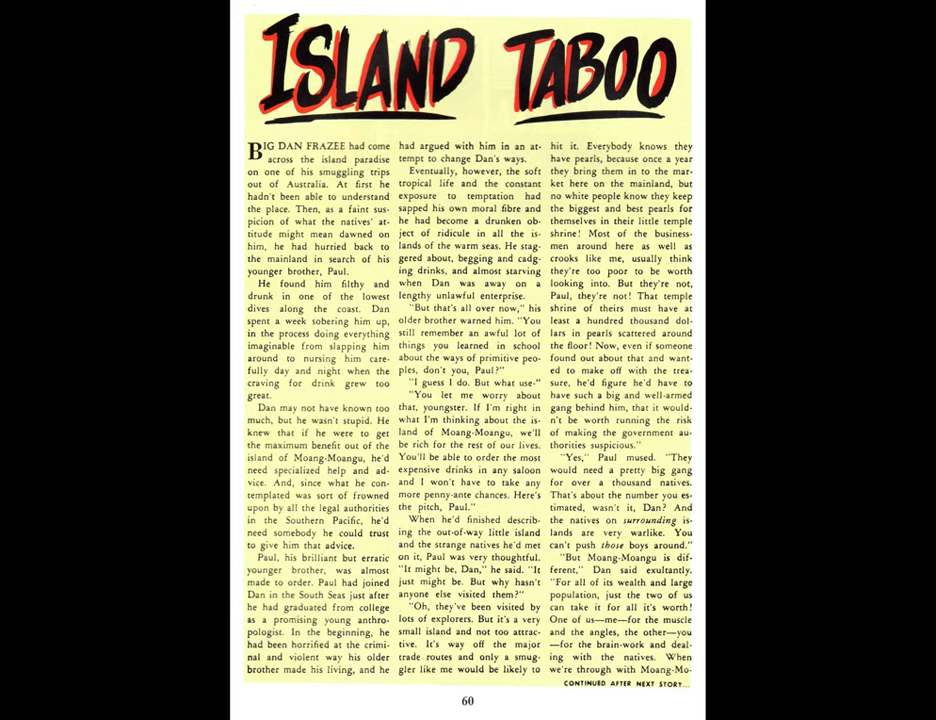 ISLAND TABOO
BIG DAN FRAZEE had come
across the island paradise
on one of his smuggling trips
out of Australia. At first he
hadn't been able to understand
the place. Then, as a faint sus-
picion of what the natives' at-
titude might mean dawned on
him, he had hurried back to
the mainland in search of his
younger brother, Paul.
He found him filthy and
drunk in one of the lowest
dives along the coast. Dan
spent a week sobering him up,
in the process doing everything
imaginable from slapping him
around to nursing him care-
fully day and night when the
craving for drink grew too
great.
Dan may not have known too
much, but he wasn't stupid. He
knew that if he were to get
the maximum benefit out of the
island of Moang-Moangu, he'd
need specialized help and ad-
vice. And, since what he con-
templated was sort of frowned
upon by all the legal authorities
in the Southern Pacific, he'd
need somebody he could trust
to give him that advice.
Paul, his brilliant but erratic
younger brother, was almost
made to order. Paul had joined
Dan in the South Seas just after
he had graduated from college
as a promising young anthro-
pologist. In the beginning, he
had been horrified at the crimi-
nal and violent way his older
brother made his living, and he
had argued with him in an at-
tempt to change Dan's ways.
Eventually, however, the soft
tropical life and the constant
exposure to temptation had
sapped his own moral fibre and
he had become a drunken ob-
ject of ridicule in all the is-
lands of the warm seas. He stag-
gered about, begging and cadg-
ing drinks, and almost starving
when Dan was away on a
lengthy unlawful enterprise.
"But that's all over now," his
older brother warned him. "You
still remember an awful lot of
things you learned in school
about the ways of primitive peo-
ples, don't you, Paul?"
"I guess I do. But what use-"
"You let me worry about
that, youngster. If I'm right in
what I'm thinking about the is-
land of Moang-Moangu, we'll
be rich for the rest of our lives.
You'll be able to order the most
expensive drinks in any saloon
and I won't have to take any
more penny-ante chances. Here's
the pitch, Paul."
When he'd finished describ-
ing the out-of-way little island
and the strange natives he'd met
on it, Paul was very thoughtful.
"It might be, Dan," he said. "It
just might be. But why hasn't
anyone else visited them?"
"Oh, they've been visited by
lots of explorers. But it's a very
small island and not too attrac-
tive. It's way off the major
trade routes and only a smug-
gler like me would be likely to
hit it. Everybody knows they
have pearls, because once a year
they bring them in to the mar-
ket here on the mainland, but
no white people know they keep
the biggest and best pearls for
themselves in their little temple
shrine! Most of the business-
men around here as well as
crooks like me, usually think
they're too poor to be worth
looking into. But they're not,
Paul, they're not! That temple
shrine of theirs must have at
least a hundred thousand dol-
lars in pearls scattered around
the floor! Now, even if someone
found out about that and want-
ed to make off with the trea-
sure, he'd figure he'd have to
have such a big and well-armed
gang behind him, that it would-
n't be worth running the risk
of making the government au-
thorities suspicious."
"Yes," Paul mused. "They
would need a pretty big gang
for over a thousand natives.
That's about the number you es-
timated, wasn't it, Dan? And
the natives on surrounding is-
lands are very warlike. You
can't push those boys around."
"But Moang-Moangu is dif-
ferent," Dan said exultantly.
"For all of its wealth and large
population, just the two of us
can take it for all it's worth!
One of us—me—for the muscle
and the angles, the other—you
—for the brain-work and deal-
ing with the natives. When
we're through with Moang-Mo-
CONTINUED AFTER NEXT STORY...
60